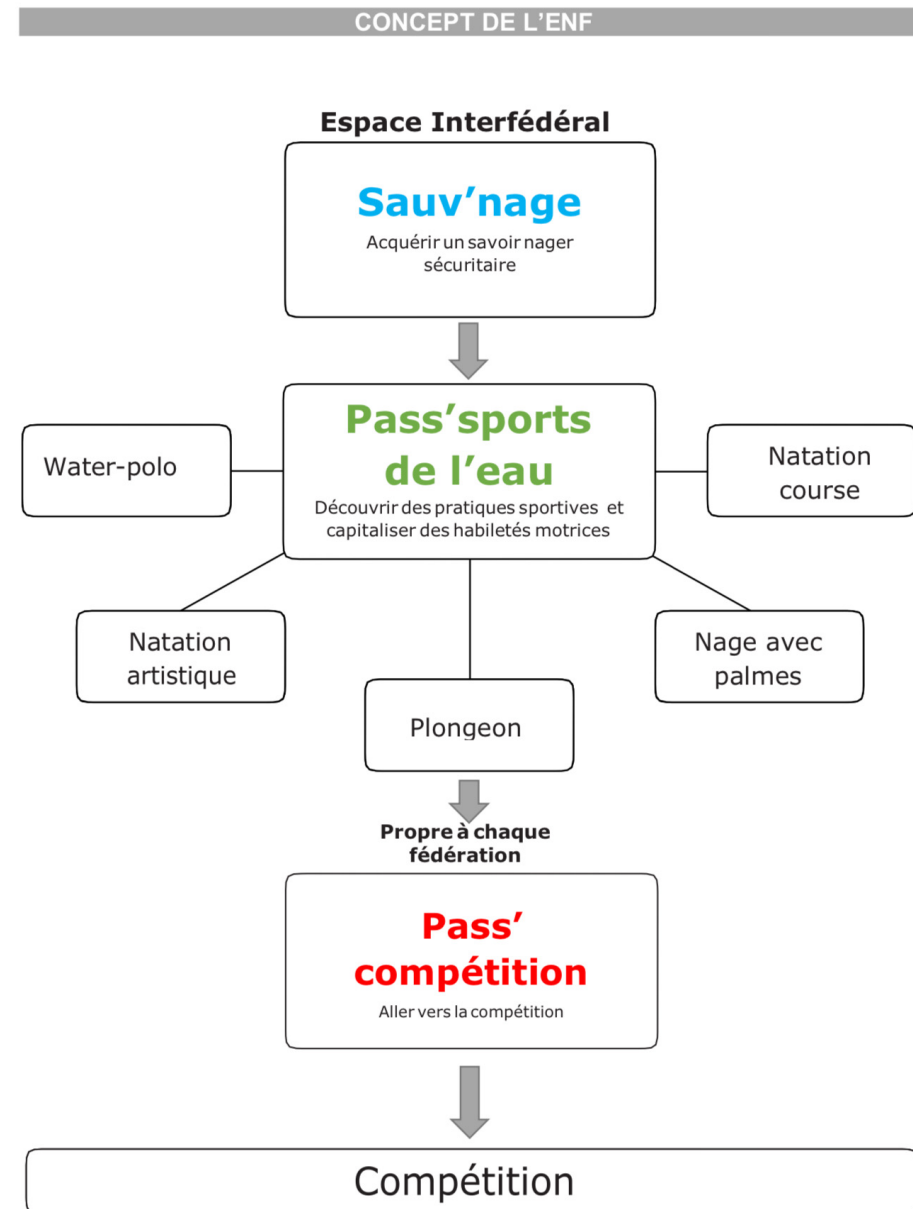 CONCEPT DE L'ENF
Espace Interfédéral
Sauv'nage
Acquérir un savoir nager
sécuritaire
Pass'sports
de l'eau
Découvrir des pratiques sportives et
capitaliser des habiletés motrices
Water-polo
Natation
course
Natation
artistique
Nage avec
palmes
Plongeon
Propre à chaque
fédération
Pass'
compétition
Aller vers la compétition
Compétition